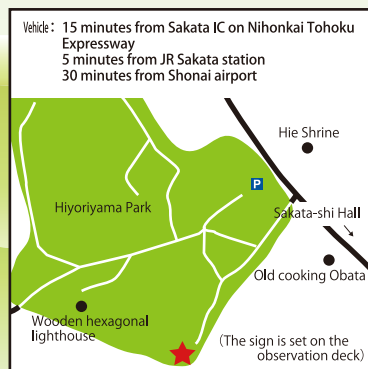 Vehicle : 15 minutes from Sakata IC on Nihonkai Tohoku
Expressway
5 minutes from JR Sakata station
30 minutes from Shonai airport
Hie Shrine
P
Hiyoriyama Park
Sakata-shi Hall
Old cooking Obata
Wooden hexagonal
lighthouse
(The sign is set on the
observation deck)